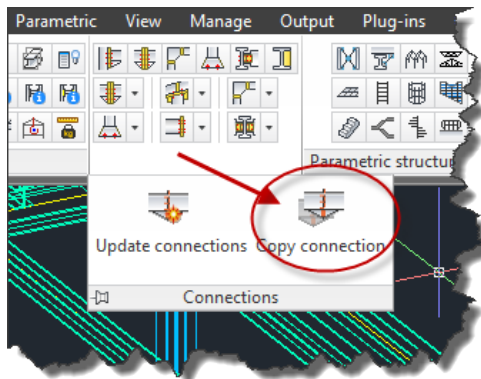 Parametric View Manage Output Plug-ins
Parametric structu
Update connections Copy connection
Connections